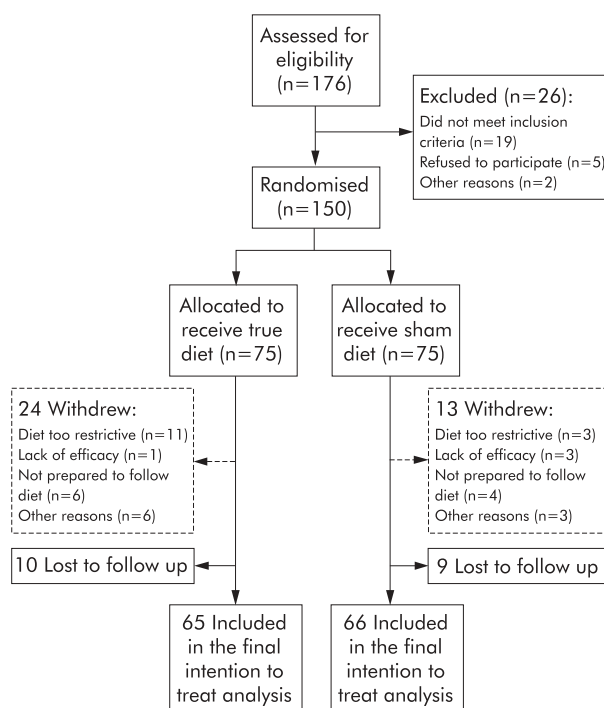 Assessed for
eligibility
(n=176)
Excluded (n=26):
Did not meet inclusion
criteria (n=19)
Refused to participate (n=5)
Other reasons (n=2)
Randomised
(n=150)
Allocated to
receive true
diet (n=75)
Allocated to
receive sham
diet (n=75)
24 Withdrew:
Diet too restrictive (n=11)
Lack of efficacy (n=1)
Not prepared to follow
diet (n=6)
Other reasons (n=6)
13 Withdrew:
Diet too restrictive (n=3)
Lack of efficacy (n=3)
Not prepared to follow
diet (n=4)
Other reasons (n=3)
10 Lost to follow up
9 Lost to follow up
65 Included
in the final
intention to
treat analysis
66 Included
in the final
intention to
treat analysis